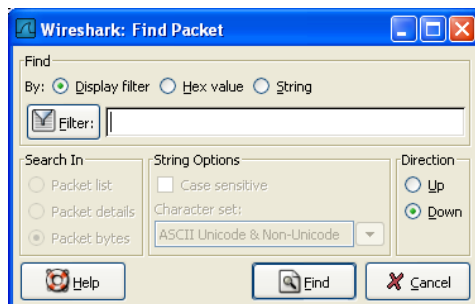 Wireshark: Find Packet
Find
By: Display filter Hex value String
Filter:
Search In String Options Direction
Packet list Case sensitive Up
Packet details Character set: Down
Packet bytes ASCII Unicode & Non-Unicode
Help Find Cancel